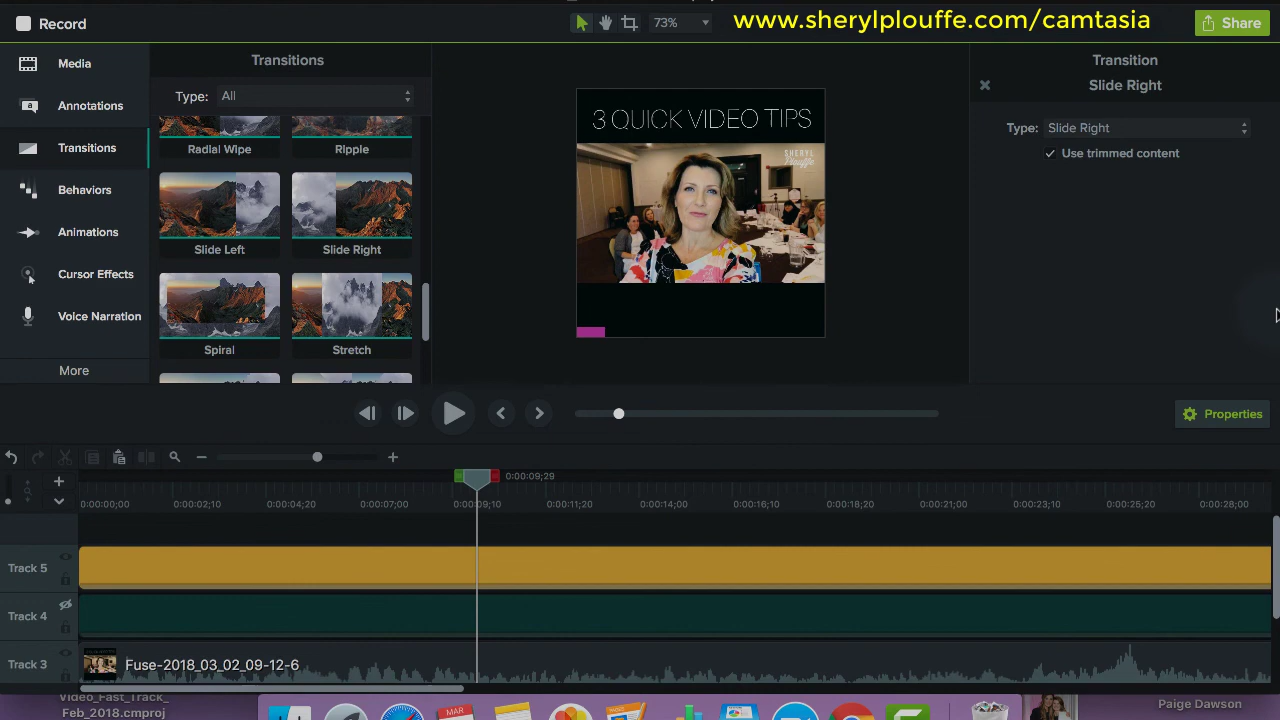 Record
73%
www.sherylplouffe.com/camtasia
Share
Media
Annotations
Transitions
Behaviors
Animations
Cursor Effects
Voice Narration
More
Transitions
Type:
All
Radial Wipe
Ripple
Slide Left
Slide Right
Spiral
Stretch
3 QUICK VIDEO TIPS
SHERYL
Plouffe
Transition
Slide Right
Type:
Slide Right
Use trimmed content
Properties
0:00:09;29
0:00:00;00
0:00:02;10
0:00:04;20
0:00:07;00
0:00:09;10
0:00:11;20
0:00:14;00
0:00:16;10
0:00:18;20
0:00:21;00
0:00:23;10
0:00:25;20
0:00:28;00
Track 5
Track 4
Track 3
Fuse-2018_03_02_09-12-6
Video_Fast_Track_
Feb_2018.cmproj
MAR
Paige Dawson